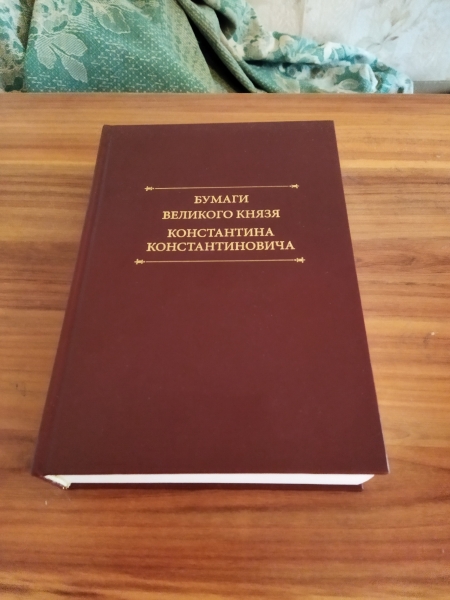 БУМАГИ
ВЕЛИКОГО КНЯЗЯ
КОНСТАНТИНА
КОНСТАНТИНОВИЧА